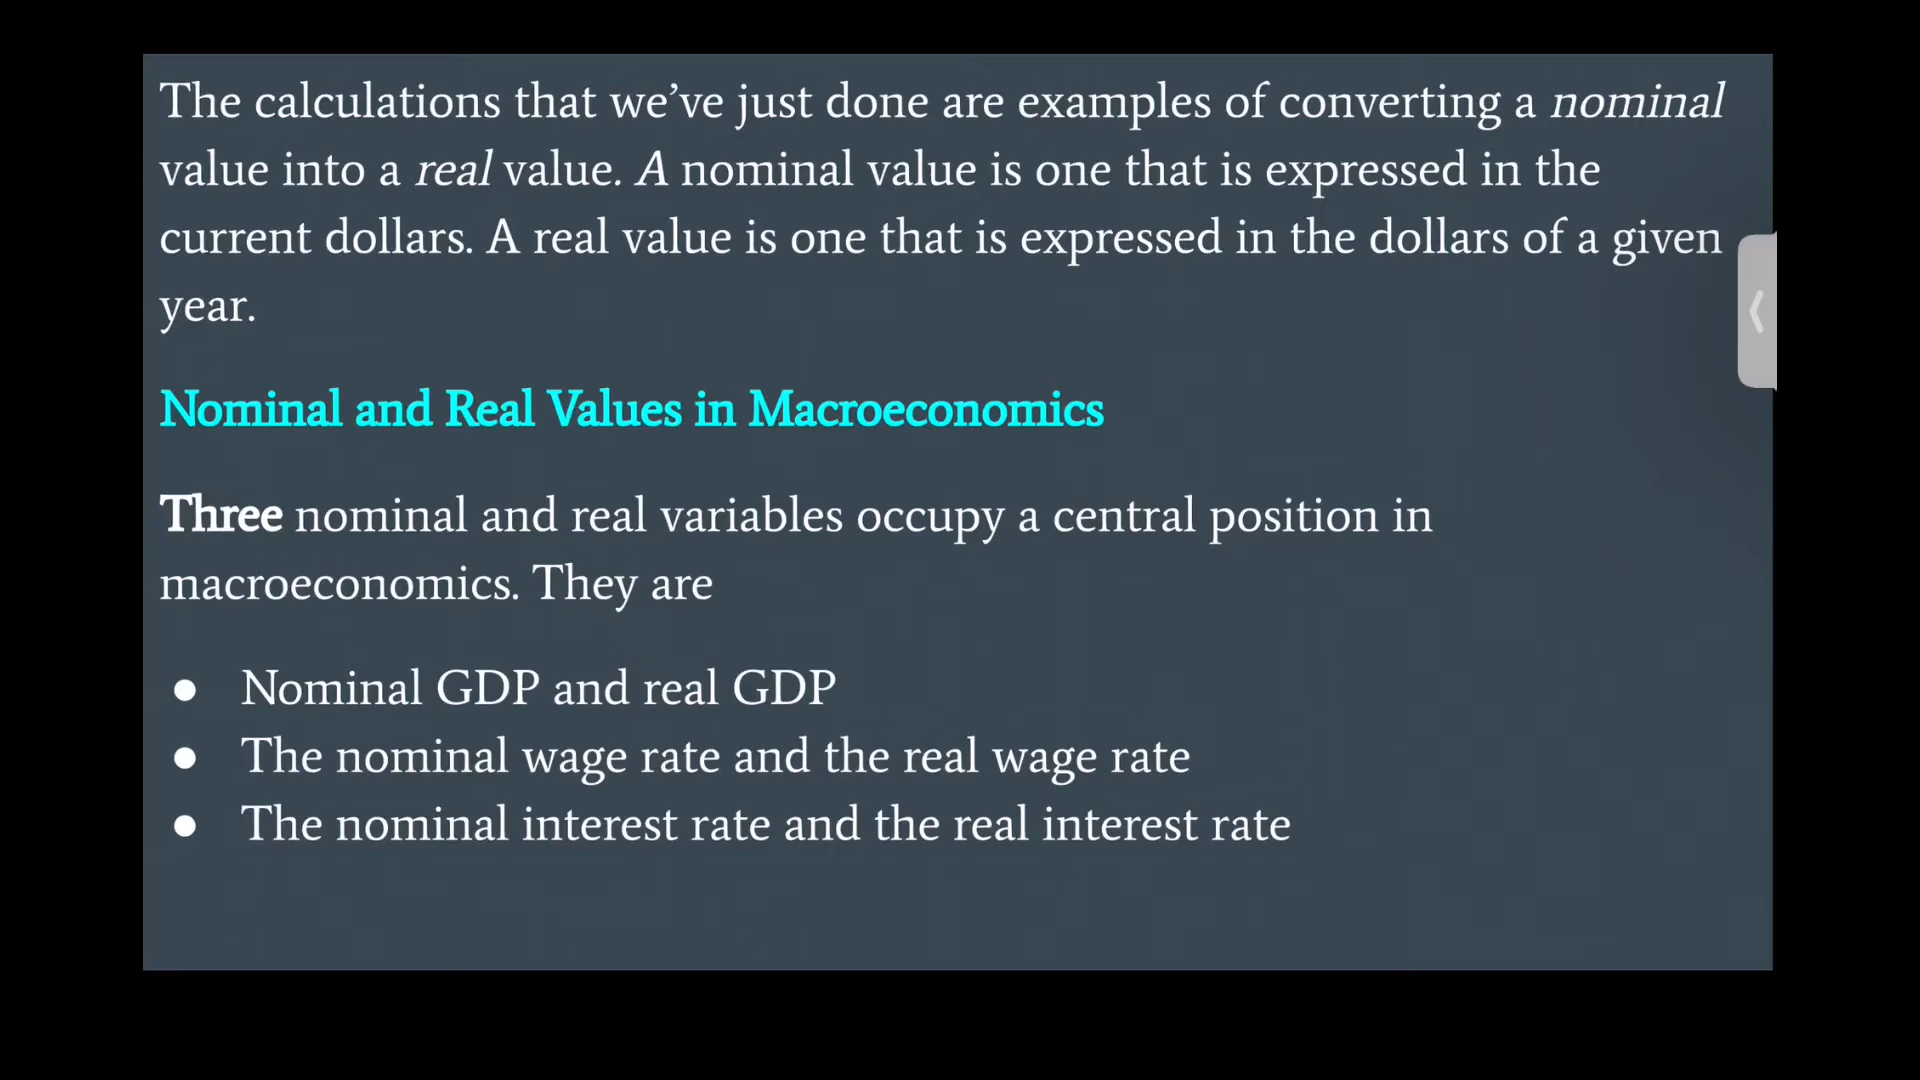 The calculations that we’ve just done are examples of converting a nominal
value into a real value. A nominal value is one that is expressed in the
current dollars. A real value is one that is expressed in the dollars of a given
year.
Nominal and Real Values in Macroeconomics
Three nominal and real variables occupy a central position in
macroeconomics. They are
● Nominal GDP and real GDP
● The nominal wage rate and the real wage rate
● The nominal interest rate and the real interest rate